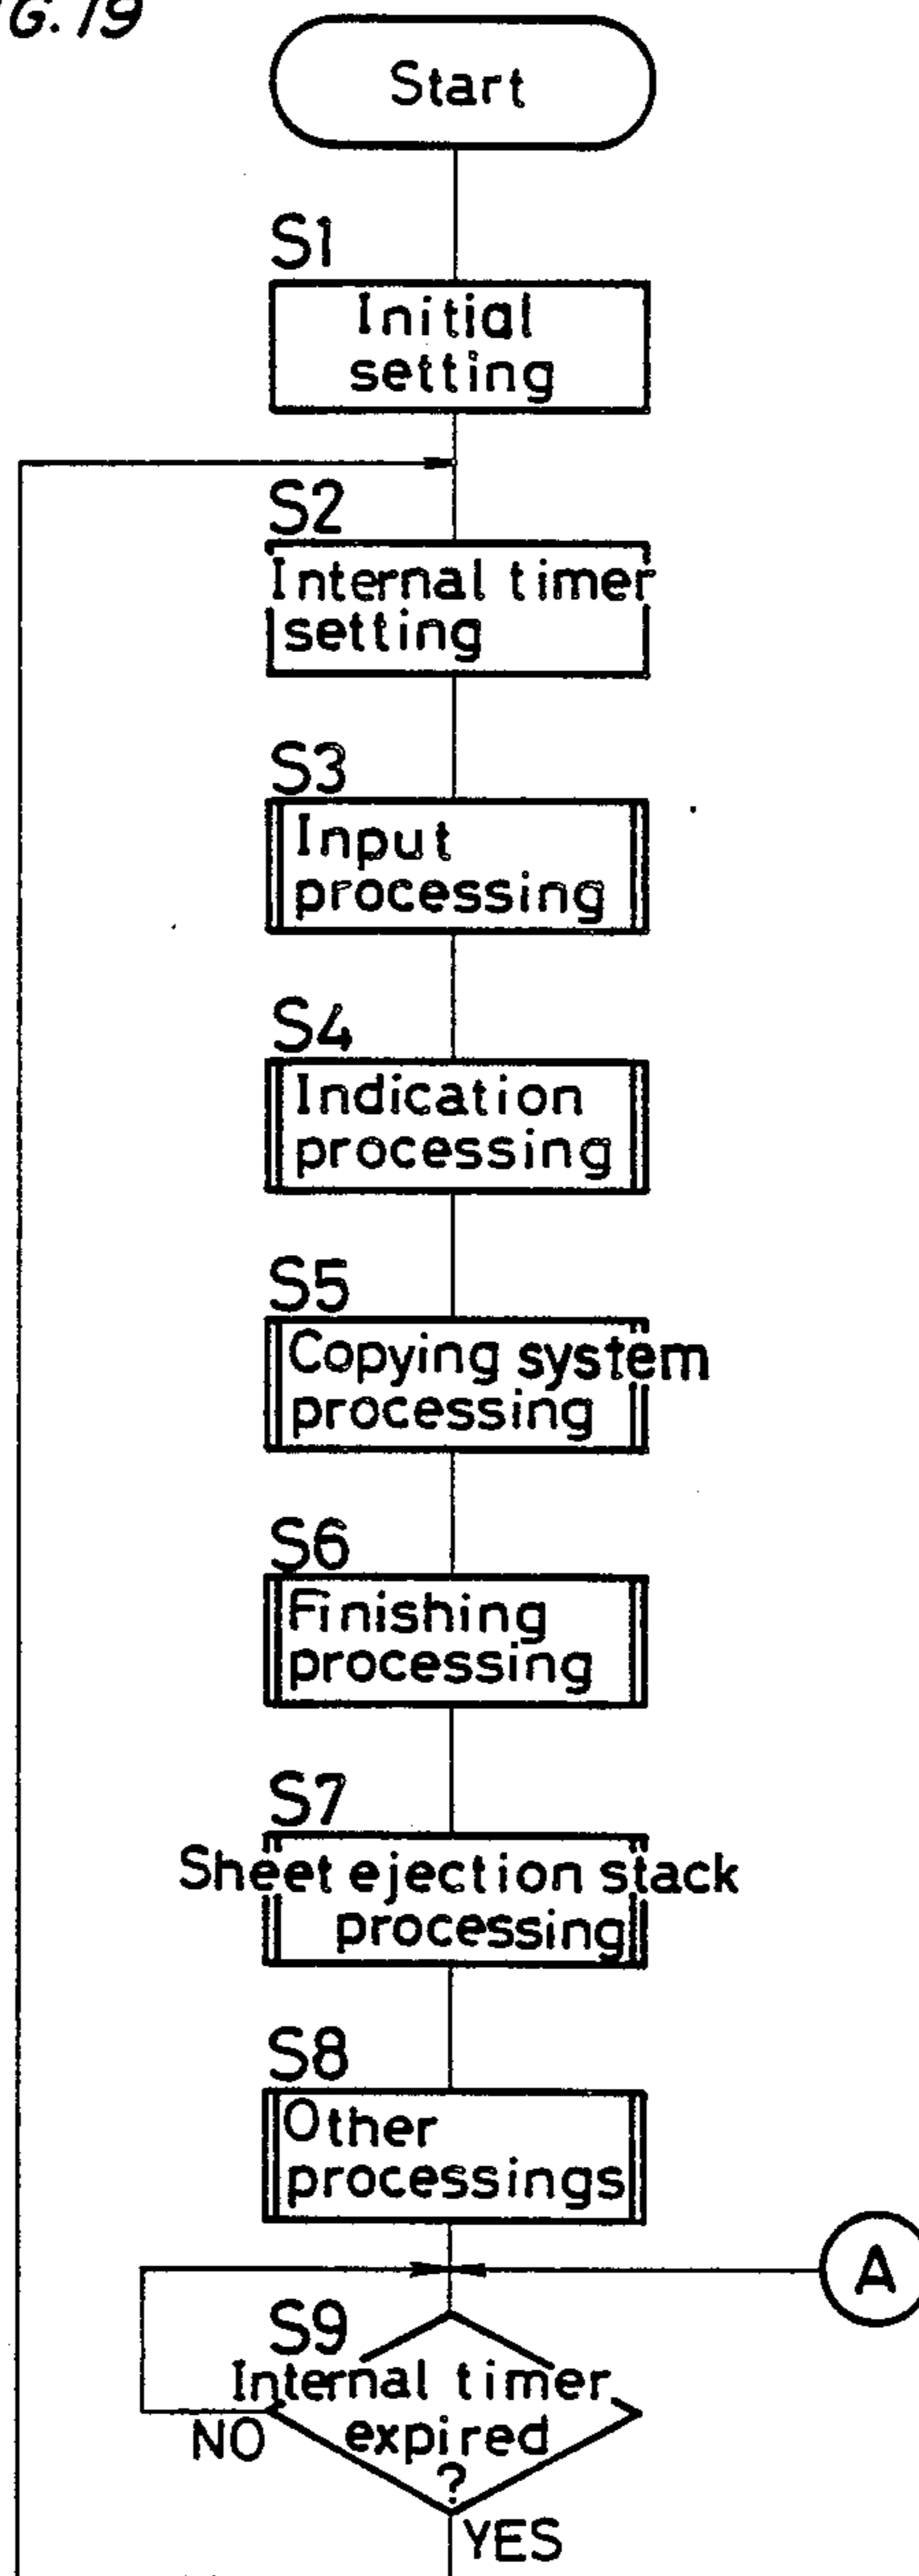 G. 19
Start
S1
Initial
setting
S2
Internal timer
setting
S3
Input
processing
S4
Indication
processing
S5
Copying system
processing
S6
Finishing
processing
S7
Sheet ejection stack
processing
S8
Other
processings
A
S9
Internal timer
expired
?
NO
YES